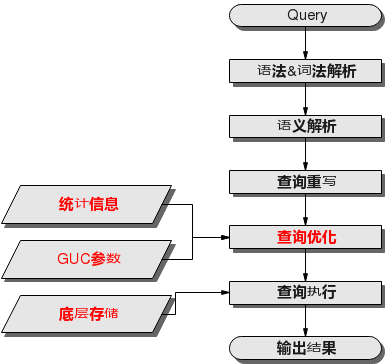 Query
语法&词法解析
语义解析
查询重写
统计信息
查询优化
GUC参数
查询执行
底层存储
输出结果